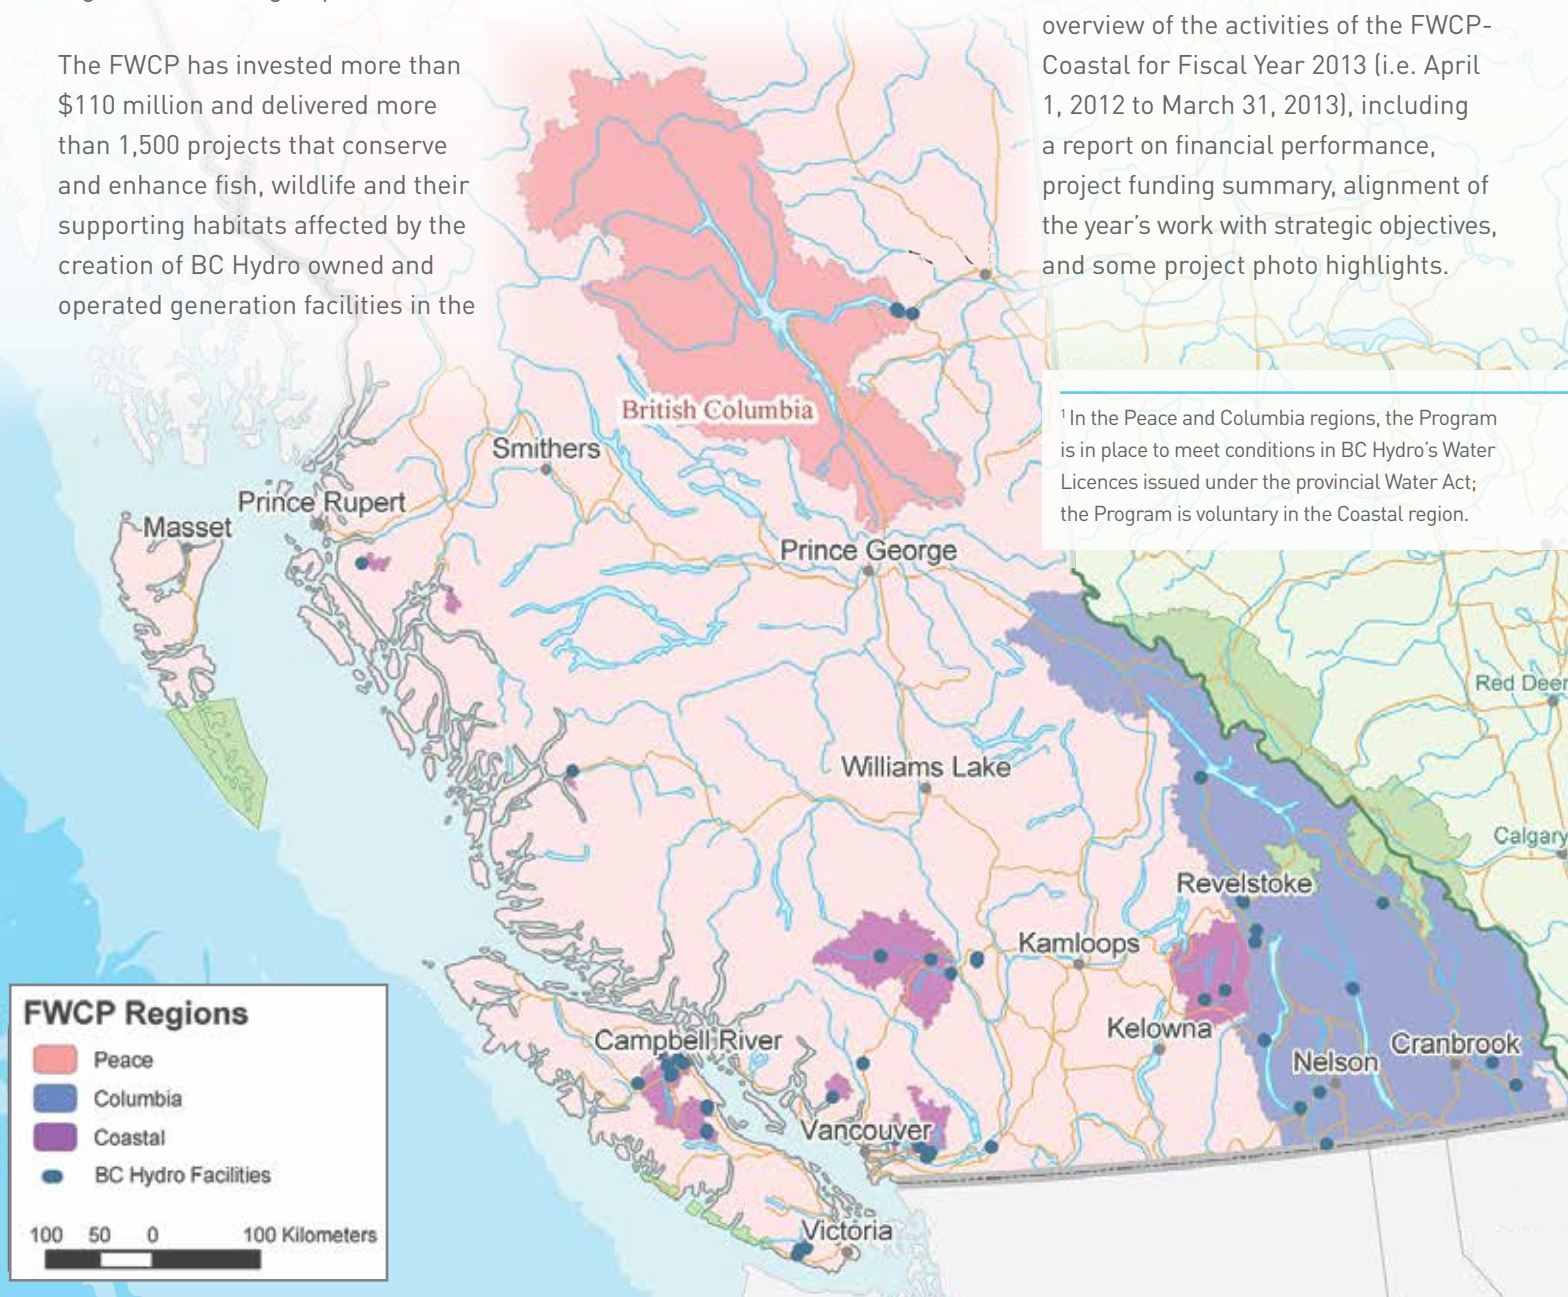 The FWCP has invested more than
$110 million and delivered more
than 1,500 projects that conserve
and enhance fish, wildlife and their
supporting habitats affected by the
creation of BC Hydro owned and
operated generation facilities in the
overview of the activities of the FWCP-
Coastal for Fiscal Year 2013 (i.e. April
1, 2012 to March 31, 2013), including
a report on financial performance,
project funding summary, alignment of
the year's work with strategic objectives,
and some project photo highlights.
¹ In the Peace and Columbia regions, the Program
is in place to meet conditions in BC Hydro's Water
Licences issued under the provincial Water Act;
the Program is voluntary in the Coastal region.
British Columbia
Smithers
Prince Rupert
Masset
Prince George
Red Deer
Williams Lake
Calgary
Revelstoke
Kamloops
Kelowna
Campbell River
Nelson
Cranbrook
Vancouver
Victoria
FWCP Regions
Peace
Columbia
Coastal
BC Hydro Facilities
100 50 0 100 Kilometers